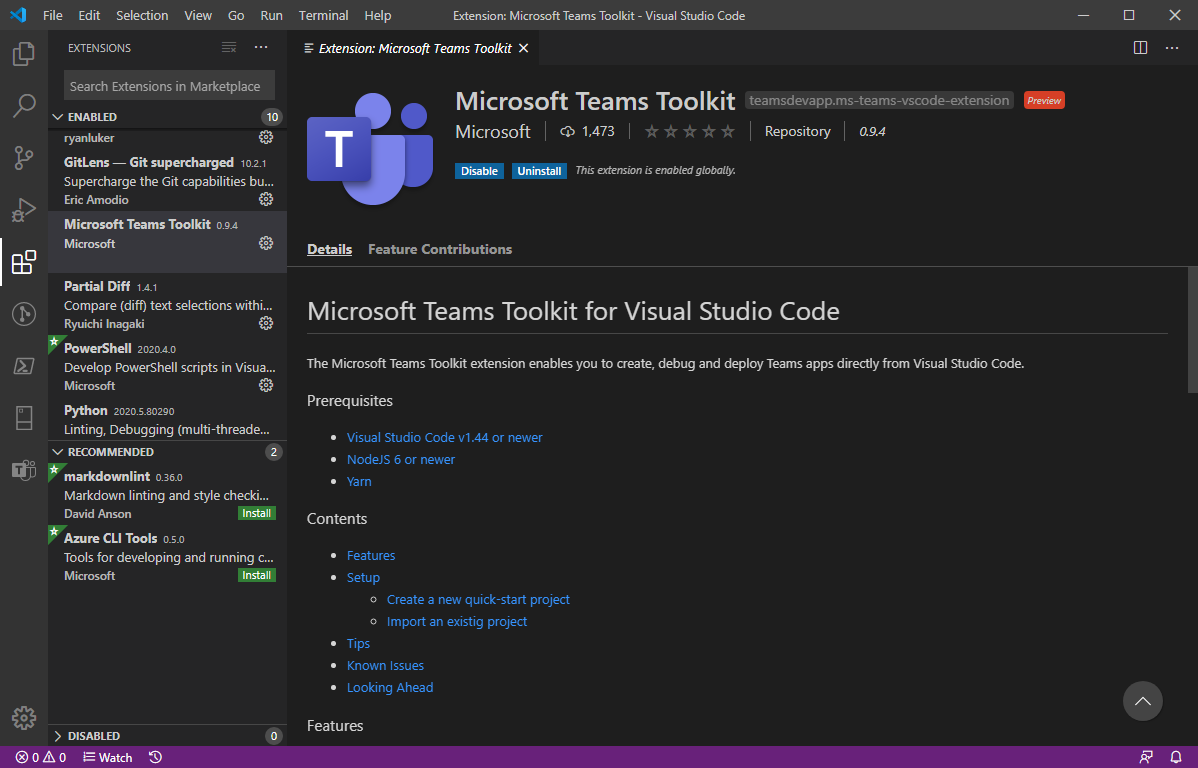 File Edit Selection View Go Run Terminal Help Extension: Microsoft Teams Toolkit - Visual Studio Code
EXTENSIONS
Search Extensions in Marketplace
ENABLED 10
ryanluker
GitLens — Git supercharged 10.2.1
Supercharge the Git capabilities bu...
Eric Amodio
Microsoft Teams Toolkit 0.9.4
Microsoft
Partial Diff 1.4.1
Compare (diff) text selections withi...
Ryuichi Inagaki
PowerShell 2020.4.0
Develop PowerShell scripts in Visua...
Microsoft
Python 2020.5.80290
Linting, Debugging (multi-threade...
RECOMMENDED 2
markdownlint 0.36.0
Markdown linting and style checki...
David Anson Install
Azure CLI Tools 0.5.0
Tools for developing and running c...
Microsoft Install
DISABLED 0
Extension: Microsoft Teams Toolkit
T
Microsoft Teams Toolkit teamsdevapp.ms-teams-vscode-extension Preview
Microsoft 1,473 Repository 0.9.4
Disable Uninstall This extension is enabled globally.
Details Feature Contributions
Microsoft Teams Toolkit for Visual Studio Code
The Microsoft Teams Toolkit extension enables you to create, debug and deploy Teams apps directly from Visual Studio Code.
Prerequisites
Visual Studio Code v1.44 or newer
NodeJS 6 or newer
Yarn
Contents
Features
Setup
Create a new quick-start project
Import an existig project
Tips
Known Issues
Looking Ahead
Features
0 0 Watch